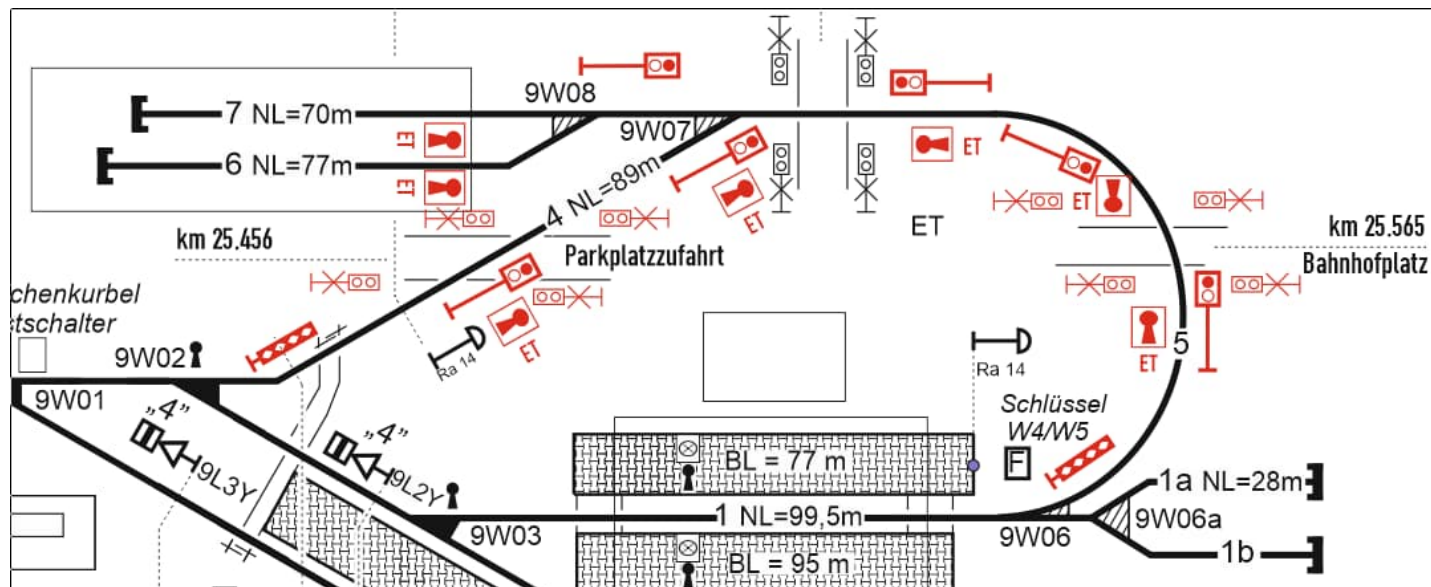 9W08
7 NL=70m
9W07
ET
ET
6 NL=77m
ET
ET
4 NL=89m
ET
ET
km 25.456
Parkplatzzufahrt
km 25.565
Bahnhofplatz
chenkurbel
tschalter
9W02
Ra 14
ET
Ra 14
5
ET
9W01
„4”
„4”
Schlüssel
W4/W5
F
9L3Y
9L2Y
BL = 77 m
1a NL=28m
1 NL=99,5m
9W03
9W06
9W06a
1b
BL = 95 m